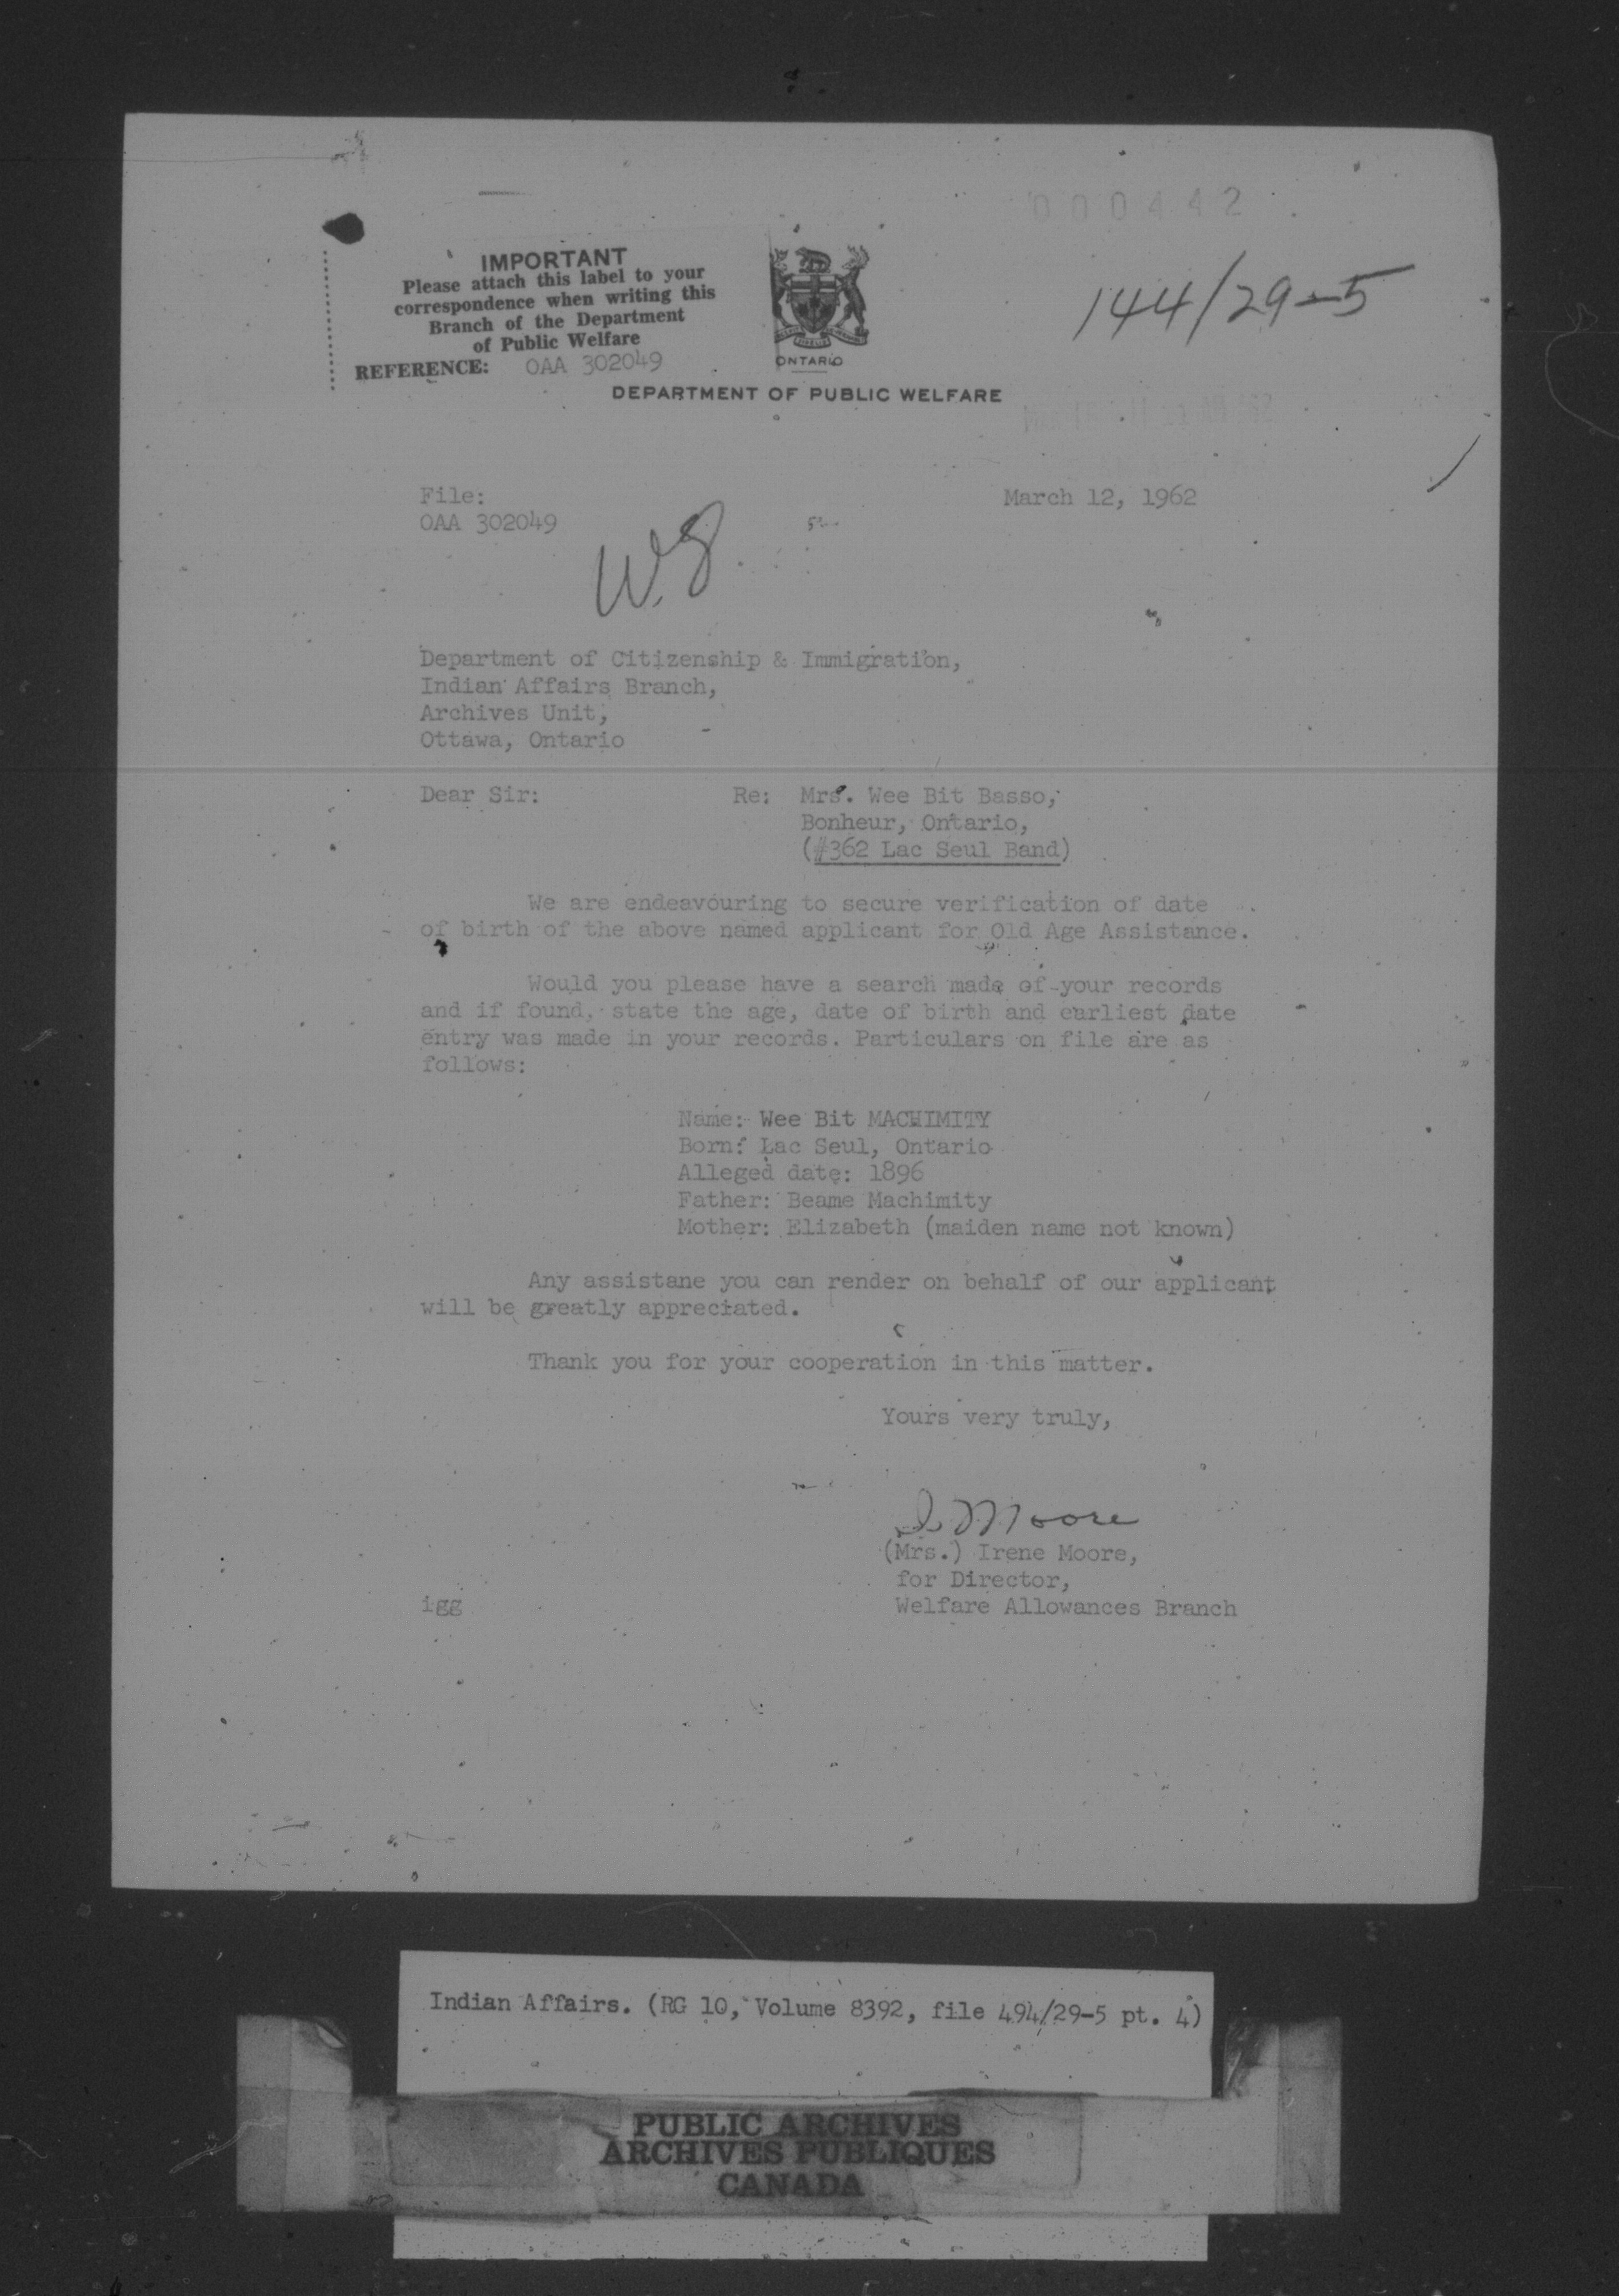 000442
IMPORTANT
Please attach this label to your
correspondence when writing this
Branch of the Department
of Public Welfare
REFERENCE: OAA 302049
ONTARIO
144/29-5
DEPARTMENT OF PUBLIC WELFARE
File:
OAA 302049
March 12, 1962
Department of Citizenship & Immigration,
Indian Affairs Branch,
Archives Unit,
Ottawa, Ontario
Dear Sir: Re: Mrs. Wee Bit Basso,
Bonheur, Ontario,
(#362 Lac Seul Band)
We are endeavouring to secure verification of date
of birth of the above named applicant for Old Age Assistance.
Would you please have a search made of your records
and if found, state the age, date of birth and earliest date
entry was made in your records. Particulars on file are as
follows:
Name: Wee Bit MACHIMITY
Born: Lac Seul, Ontario
Alleged date: 1896
Father: Beame Machimity
Mother: Elizabeth (maiden name not known)
Any assistane you can render on behalf of our applicant
will be greatly appreciated.
Thank you for your cooperation in this matter.
Yours very truly,
I. Moore
(Mrs.) Irene Moore,
for Director,
igg Welfare Allowances Branch
Indian Affairs. (RG 10, Volume 8392, file 494/29-5 pt. 4)
PUBLIC ARCHIVES
ARCHIVES PUBLIQUES
CANADA